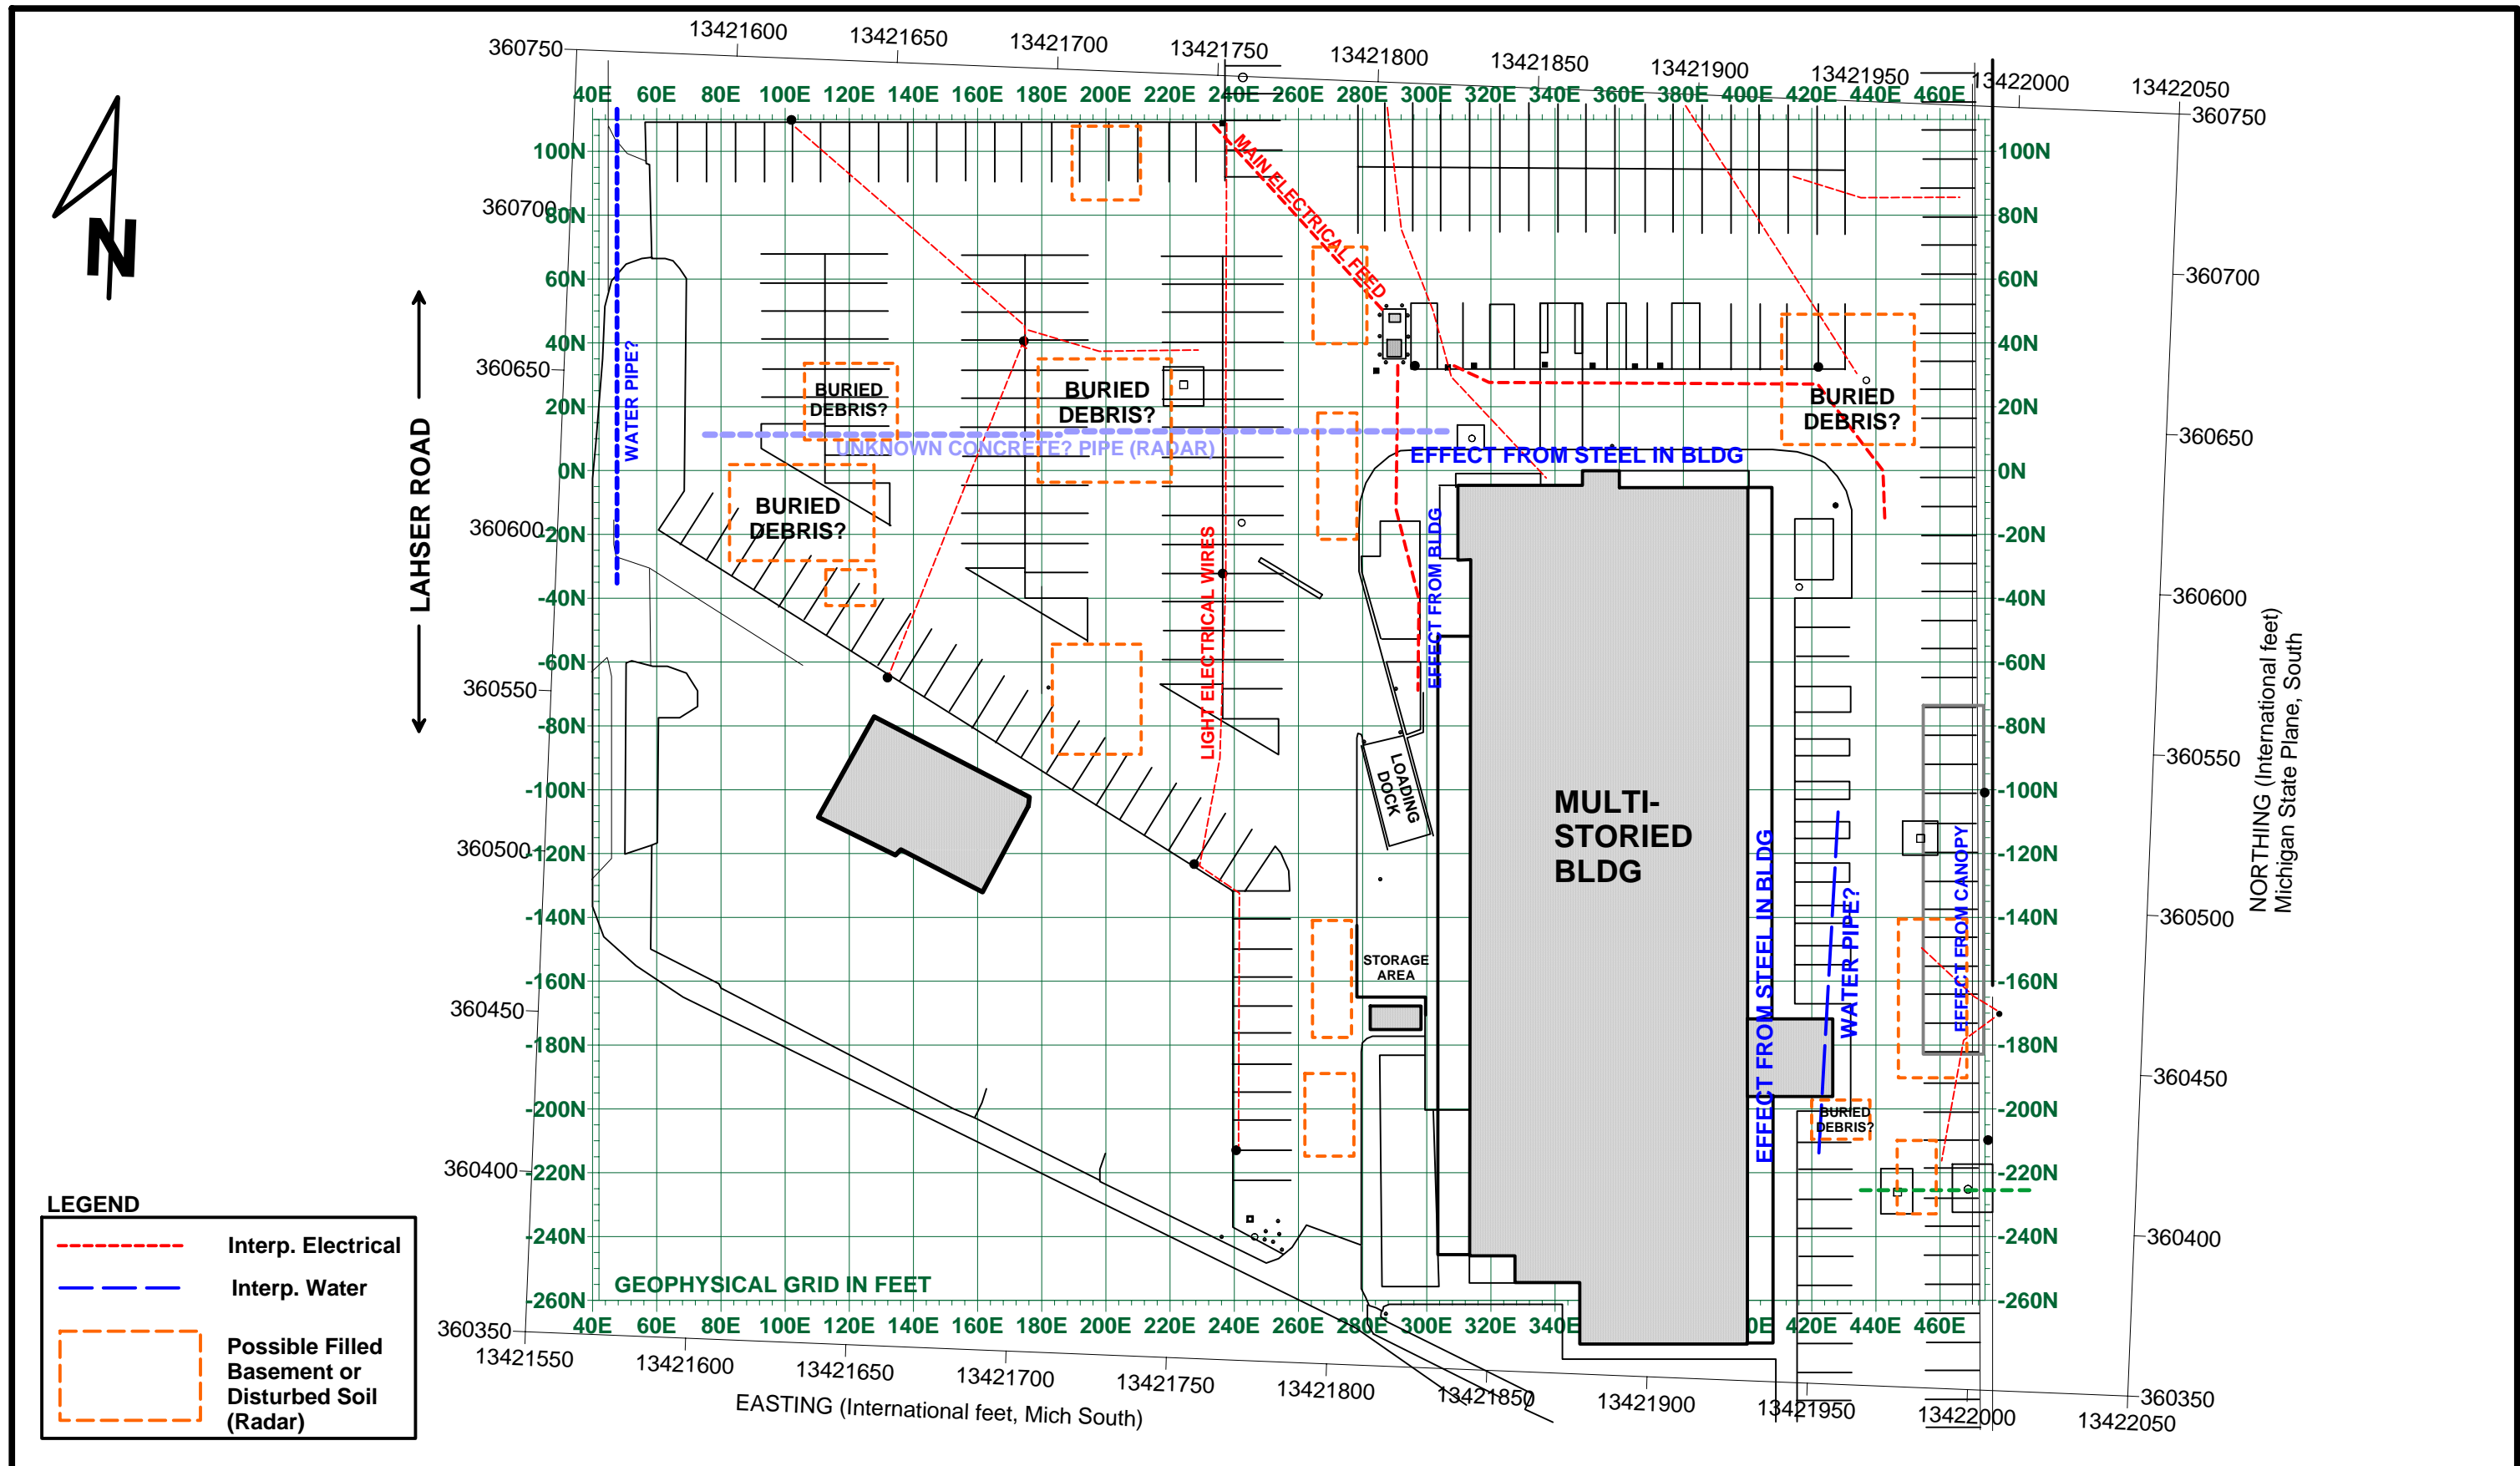 13421600 13421650 13421700 13421750 13421800 13421850 13421900 13421950 13422000 13422050
360750 360750
40E 60E 80E 100E 120E 140E 160E 180E 200E 220E 240E 260E 280E 300E 320E 340E 360E 380E 400E 420E 440E 460E
100N 100N
MAIN ELECTRICAL FEED
360700 80N 80N
N
60N 60N 360700
40N 40N
360650
WATER PIPE?
BURIED
DEBRIS?
BURIED
DEBRIS?
BURIED
DEBRIS?
20N 20N
360650
UNKNOWN CONCRETE? PIPE (RADAR)
EFFECT FROM STEEL IN BLDG
0N 0N
LAHSER ROAD
BURIED
DEBRIS?
360600 -20N -20N
EFFECT FROM BLDG
LIGHT ELECTRICAL WIRES
-40N -40N 360600
-60N -60N
360550
NORTHING (International feet)
Michigan State Plane, South
-80N -80N
360550
LOADING
DOCK
-100N -100N
MULTI-
STORIED
BLDG
360500 -120N -120N
EFFECT FROM STEEL IN BLDG
WATER PIPE?
EFFECT FROM CANOPY
-140N -140N 360500
STORAGE
AREA
-160N -160N
360450
-180N -180N
360450
-200N -200N
BURIED
DEBRIS?
360400 -220N -220N
-240N -240N 360400
GEOPHYSICAL GRID IN FEET
-260N -260N
40E 60E 80E 100E 120E 140E 160E 180E 200E 220E 240E 260E 280E 300E 320E 340E 0E 420E 440E 460E
360350 360350
13421550 13421600 13421650 13421700 13421750 13421800 13421850 13421900 13421950 13422000 13422050
EASTING (International feet, Mich South)
LEGEND
Interp. Electrical
Interp. Water
Possible Filled
Basement or
Disturbed Soil
(Radar)